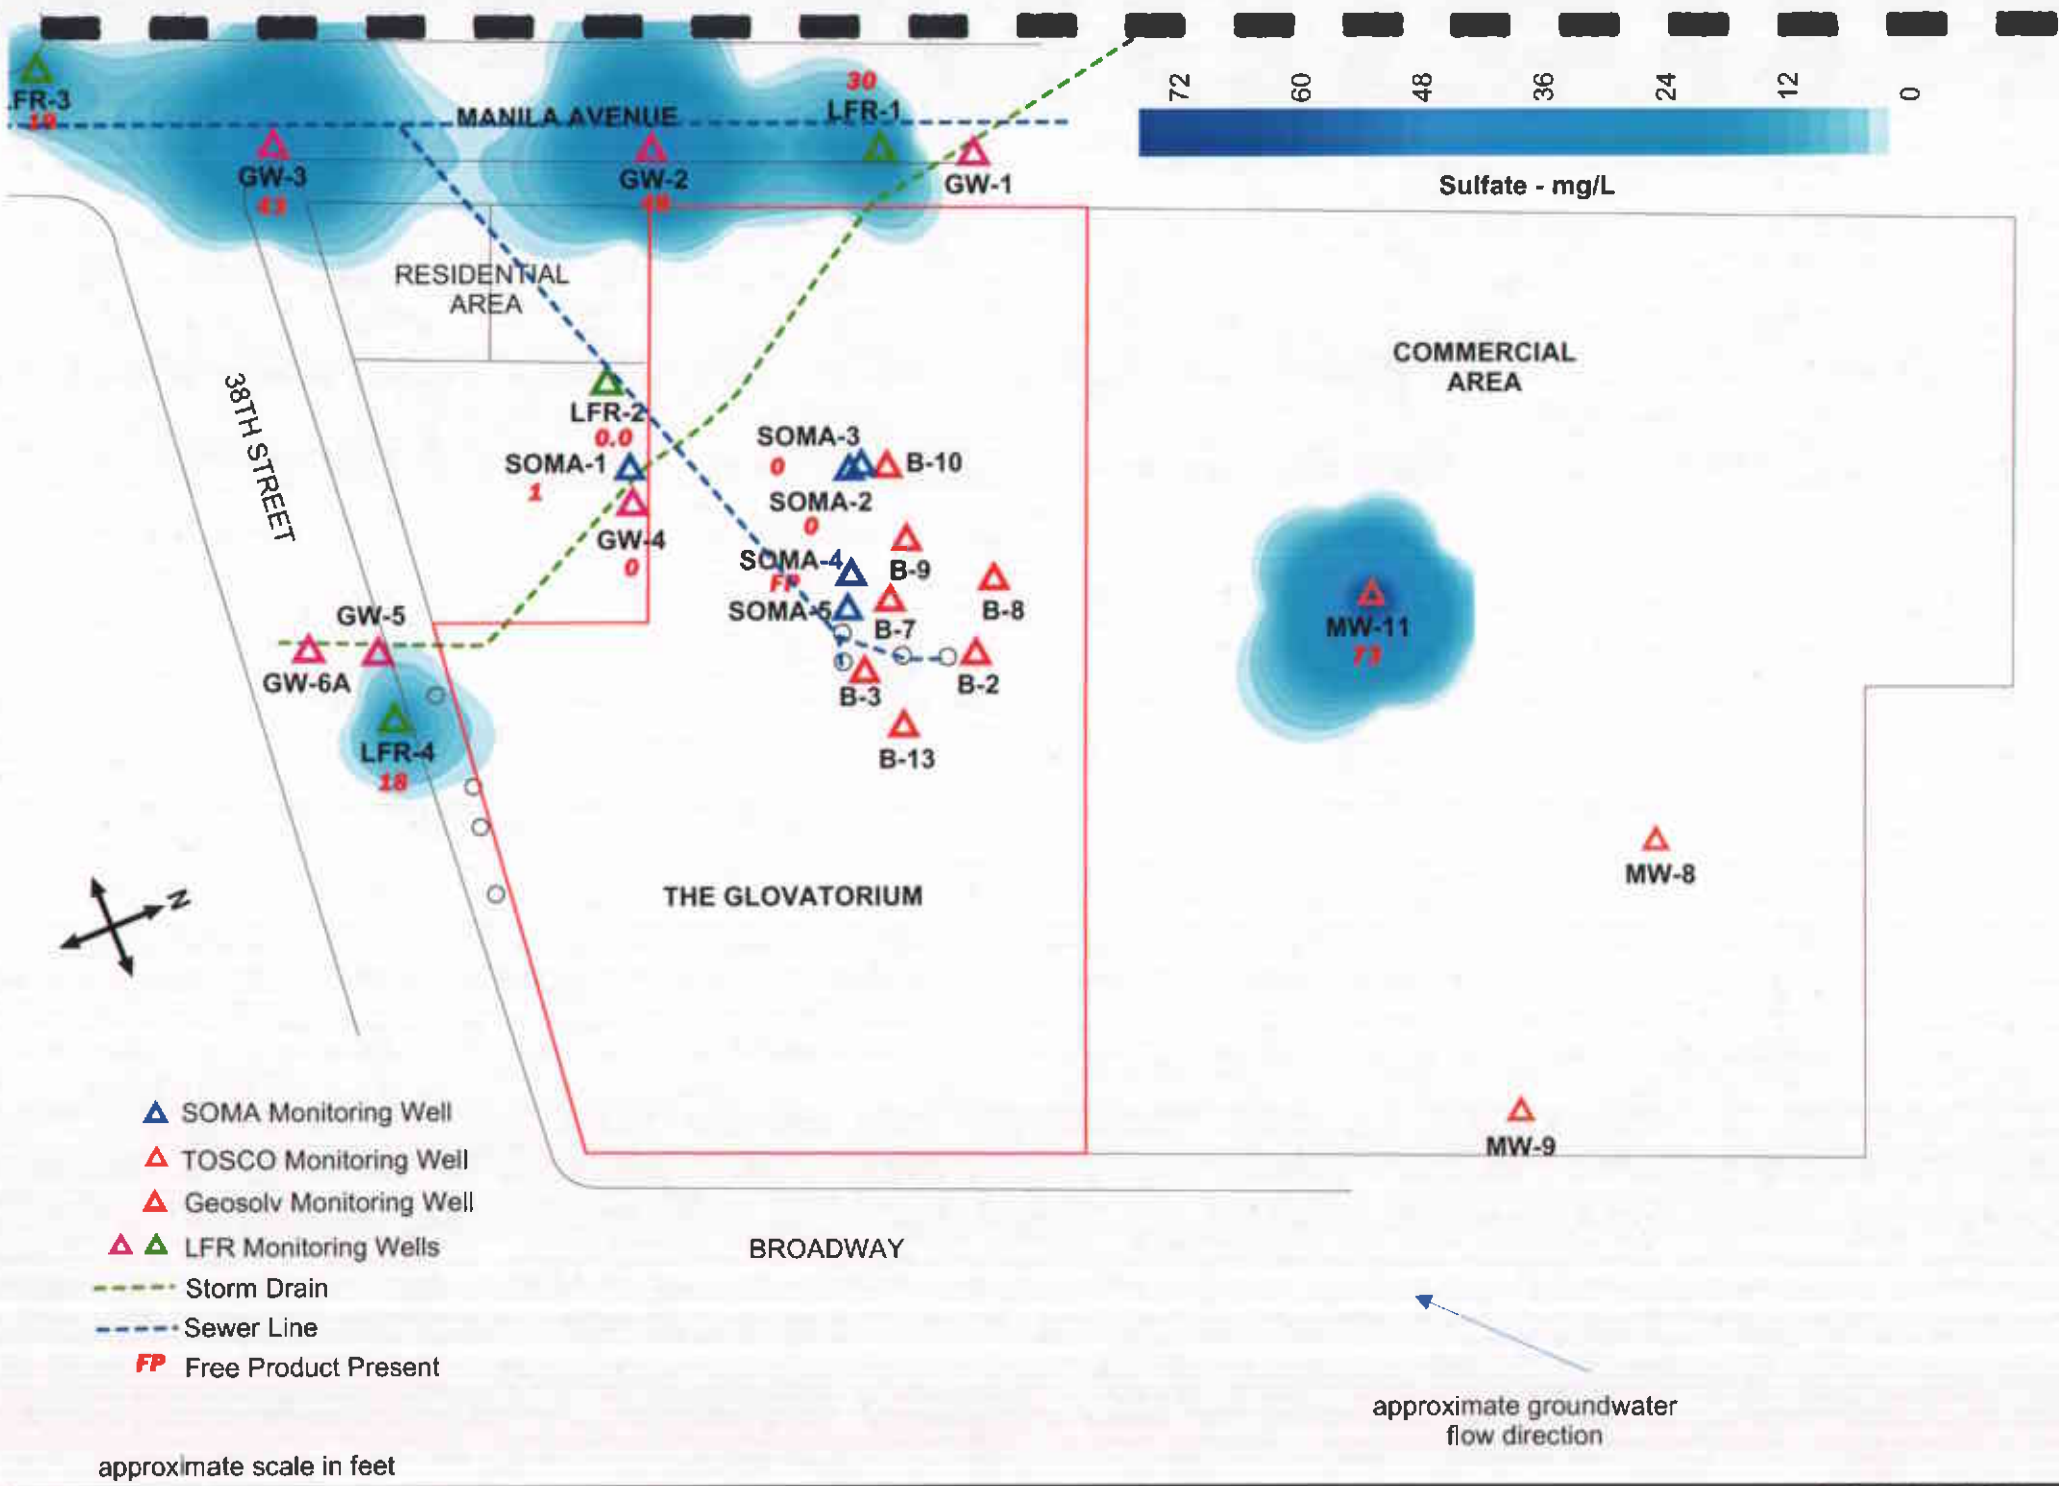 72
60
48
36
24
12
0
Sulfate - mg/L
30
LFR-1
MANILA AVENUE
.FR-3
19
GW-3
43
GW-2
GW-1
RESIDENTIAL
AREA
COMMERCIAL
AREA
38TH STREET
LFR-2
0.0
SOMA-1
1
GW-4
0
SOMA-3
0
B-10
SOMA-2
0
SOMA-4
FP
B-9
SOMA-5
B-7
B-8
GW-5
GW-6A
B-3
B-2
B-13
LFR-4
18
MW-11
73
MW-8
MW-9
THE GLOVATORIUM
N
SOMA Monitoring Well
TOSCO Monitoring Well
Geosolv Monitoring Well
LFR Monitoring Wells
Storm Drain
Sewer Line
FP Free Product Present
BROADWAY
approximate groundwater
flow direction
approximate scale in feet